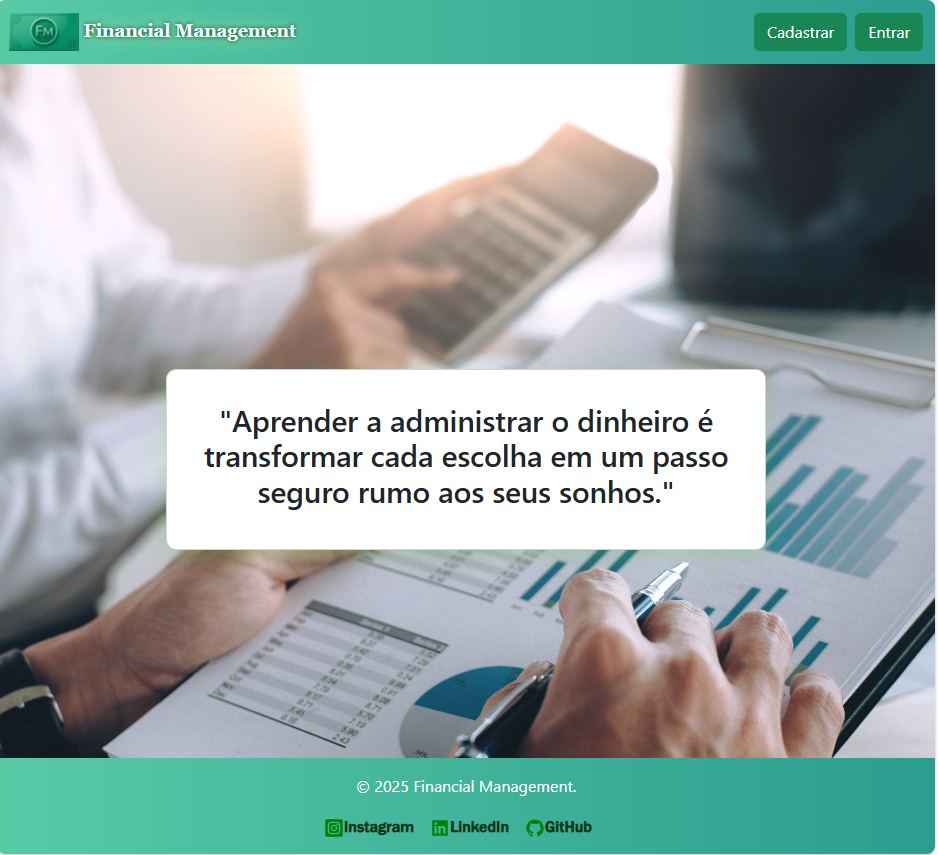 FM Financial Management
Cadastrar Entrar
"Aprender a administrar o dinheiro é
transformar cada escolha em um passo
seguro rumo aos seus sonhos."
© 2025 Financial Management.
Instagram LinkedIn GitHub